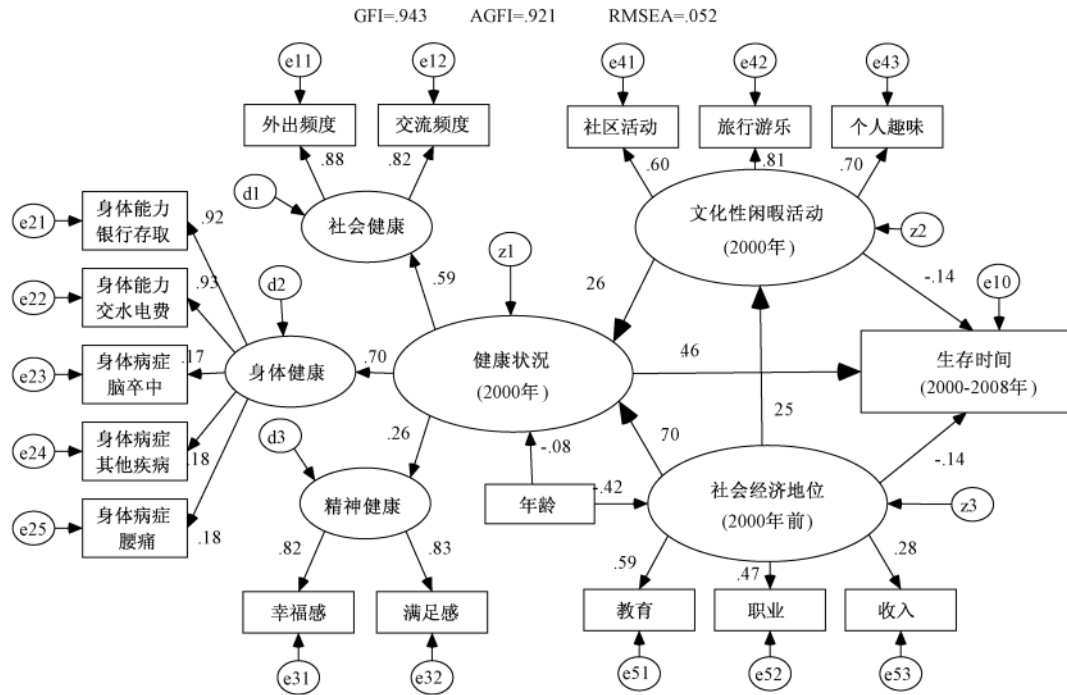 GFI=.943 AGFI=.921 RMSEA=.052
e11 e12 e41 e42 e43
外出频度 交流频度 社区活动 旅行游乐 个人趣味
.88 .82 .60 .81 .70
d1
社会健康
文化性闲暇活动
(2000年)
z2
e21
身体能力
银行存取
.92
z1
.59
26
-.14
e10
e22
身体能力
交水电费
.93
d2
e23
身体病症
脑卒中
.17
身体健康
.70
健康状况
(2000年)
46
生存时间
(2000-2008年)
e24
身体病症
其他疾病
.18
d3
.26
-.08
70
25
-.14
e25
身体病症
腰痛
.18
精神健康
年龄
-.42
社会经济地位
(2000年前)
z3
.82 .83 .59 .47 .28
幸福感 满足感 教育 职业 收入
e31 e32 e51 e52 e53